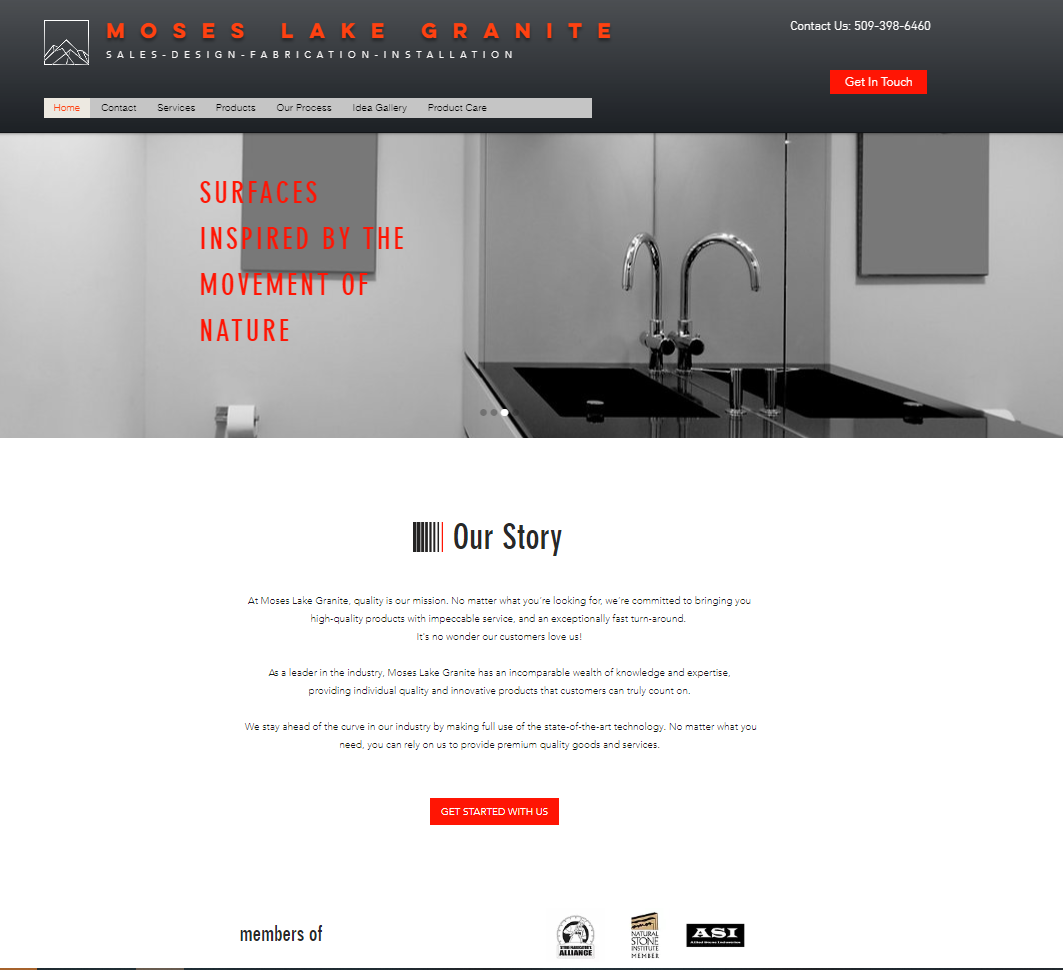 MOSES LAKE GRANITE
SALES-DESIGN-FABRICATION-INSTALLATION
Contact Us: 509-398-6460
Get In Touch
Home Contact Services Products Our Process Idea Gallery Product Care
SURFACES
INSPIRED BY THE
MOVEMENT OF
NATURE
Our Story
At Moses Lake Granite, quality is our mission. No matter what you're looking for, we're committed to bringing you
high-quality products with impeccable service, and an exceptionally fast turn-around.
It's no wonder our customers love us!
As a leader in the industry, Moses Lake Granite has an incomparable wealth of knowledge and expertise,
providing individual quality and innovative products that customers can truly count on.
We stay ahead of the curve in our industry by making full use of the state-of-the-art technology. No matter what you
need, you can rely on us to provide premium quality goods and services.
GET STARTED WITH US
members of
ALLIANCE
NATURAL
STONE
INSTITUTE
MEMBER
ASI